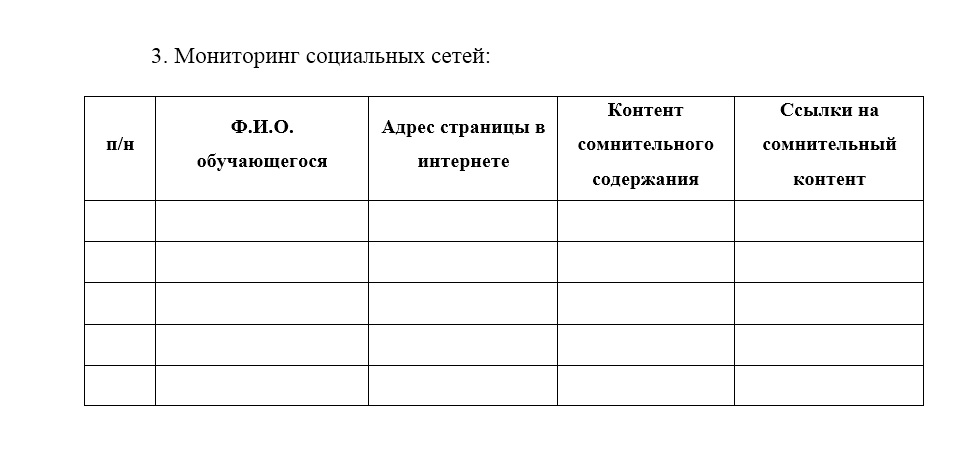 3. Мониторинг социальных сетей:
п/н
Ф.И.О.
обучающегося
Адрес страницы в
интернете
Контент
сомнительного
содержания
Ссылки на
сомнительный
контент